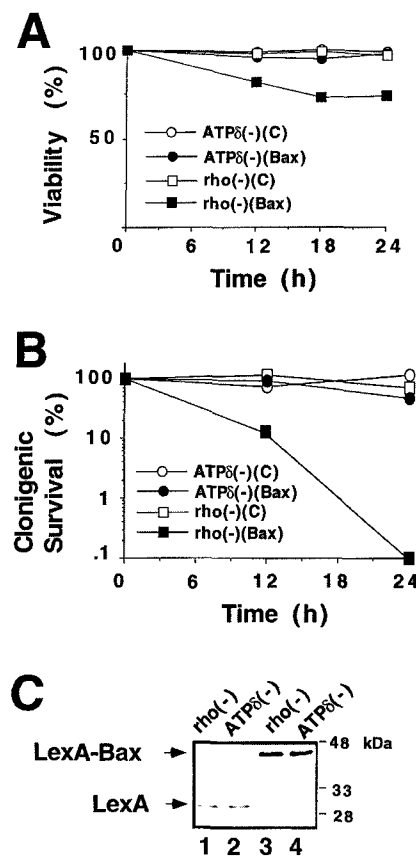 A
Viability (%)
100
50
ATPδ(-)(C)
ATPδ(-)(Bax)
rho(-)(C)
rho(-)(Bax)
0 12 18 24
Time (h)
B
Clonigenic
Survival (%)
100
10
1
.1
ATPδ(-)(C)
ATPδ(-)(Bax)
rho(-)(C)
rho(-)(Bax)
0 6 12 18 24
Time (h)
C
rho(-) ATPδ(-) rho(-) ATPδ(-)
LexA-Bax
LexA
48 kDa
33
28
1 2 3 4